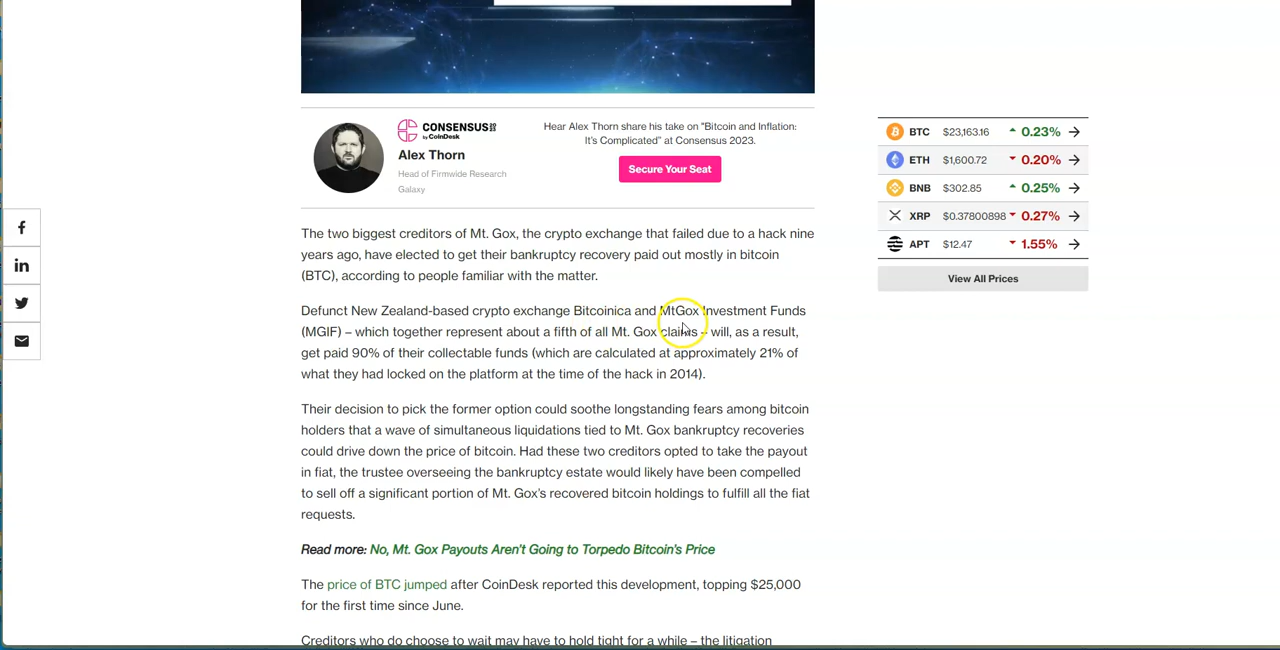 CONSENSUS 2023
by CoinDesk
Alex Thorn
Head of Firmwide Research
Galaxy
Hear Alex Thorn share his take on "Bitcoin and Inflation:
It's Complicated” at Consensus 2023.
Secure Your Seat
The two biggest creditors of Mt. Gox, the crypto exchange that failed due to a hack nine
years ago, have elected to get their bankruptcy recovery paid out mostly in bitcoin
(BTC), according to people familiar with the matter.
Defunct New Zealand-based crypto exchange Bitcoinica and MtGox Investment Funds
(MGIF) – which together represent about a fifth of all Mt. Gox claims – will, as a result,
get paid 90% of their collectable funds (which are calculated at approximately 21% of
what they had locked on the platform at the time of the hack in 2014).
Their decision to pick the former option could soothe longstanding fears among bitcoin
holders that a wave of simultaneous liquidations tied to Mt. Gox bankruptcy recoveries
could drive down the price of bitcoin. Had these two creditors opted to take the payout
in fiat, the trustee overseeing the bankruptcy estate would likely have been compelled
to sell off a significant portion of Mt. Gox’s recovered bitcoin holdings to fulfill all the fiat
requests.
Read more: No, Mt. Gox Payouts Aren’t Going to Torpedo Bitcoin’s Price
The price of BTC jumped after CoinDesk reported this development, topping $25,000
for the first time since June.
Creditors who do choose to wait may have to hold tight for a while – the litigation
BTC $23,163.16 0.23%
ETH $1,600.72 0.20%
BNB $302.85 0.25%
XRP $0.37800898 0.27%
APT $12.47 1.55%
View All Prices